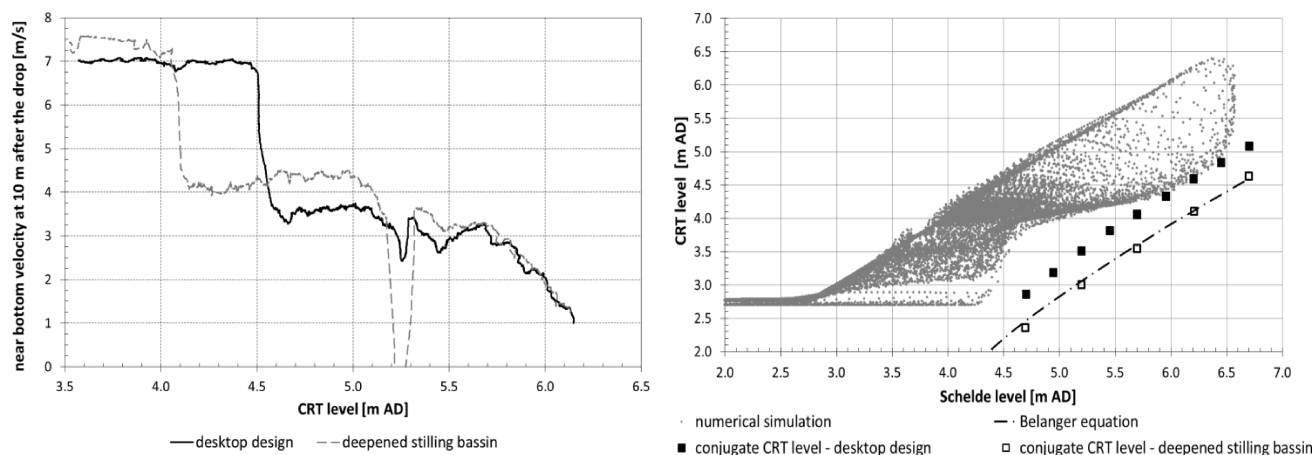 near bottom velocity at 10 m after the drop [m/s]
8
7
6
5
4
3
2
1
0
3.5 4.0 4.5 5.0 5.5 6.0 6.5
CRT level [m AD]
desktop design deepened stilling bassin
CRT level [m AD]
7.0
6.5
6.0
5.5
5.0
4.5
4.0
3.5
3.0
2.5
2.0
2.0 2.5 3.0 3.5 4.0 4.5 5.0 5.5 6.0 6.5 7.0
Schelde level [m AD]
numerical simulation Belanger equation
conjugate CRT level - desktop design conjugate CRT level - deepened stilling bassin